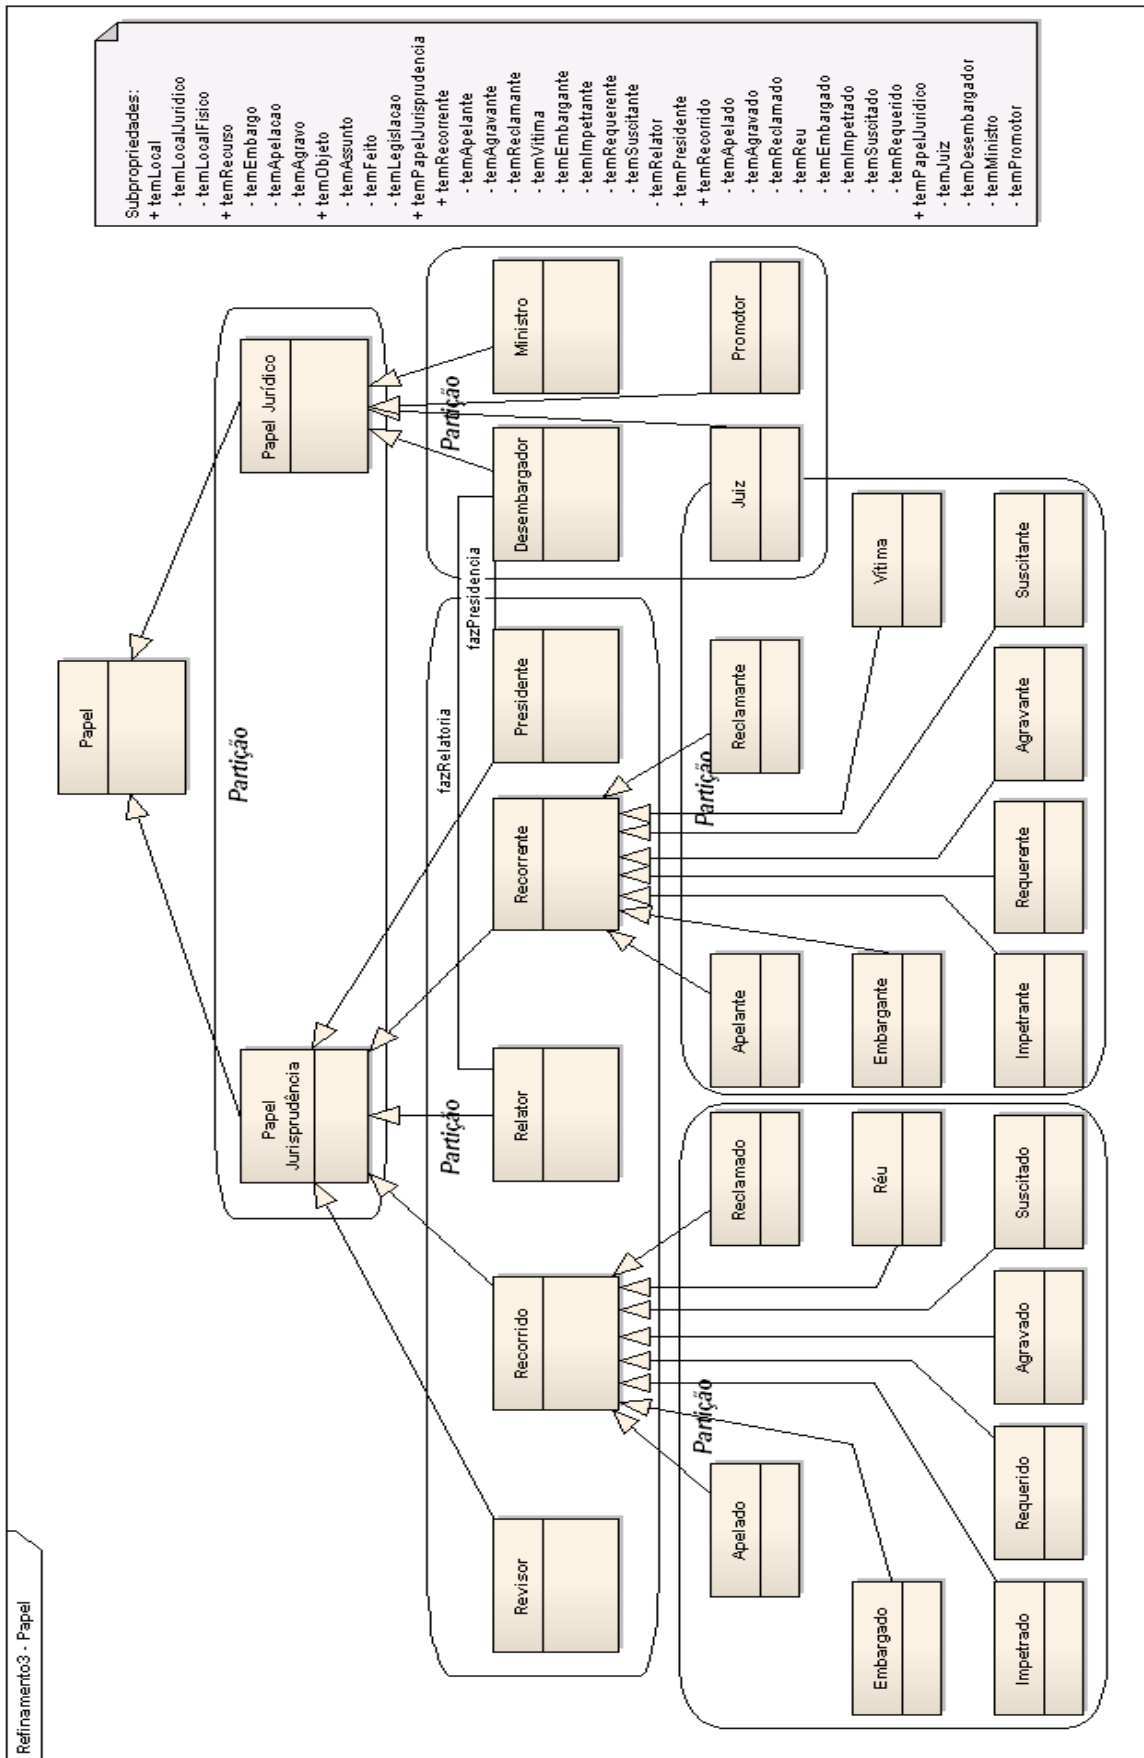 Refinamento3 - Papel
Papel
Partição
Papel
Jurisprudência
Papel Jurídico
Partição
Partição
Revisor
Recorrido
Relator
Recorrente
Presidente
Desembargador
Ministro
fazRelatoria
fazPresidencia
Partição
Partição
Apelado
Reclamado
Apelante
Reclamante
Juiz
Promotor
Embargado
Réu
Embargante
Vítima
Impetrado
Requerido
Agravado
Suscitado
Impetrante
Requerente
Agravante
Suscitante
Subpropriedades:
+ temLocal
- temLocalJuridico
- temLocalFisico
+ temRecurso
- temEmbargo
- temApelacao
- temAgravo
+ temObjeto
- temAssunto
- temFeito
- temLegislacao
+ temPapelJurisprudencia
+ temRecorrente
- temApelante
- temAgravante
- temReclamante
- temVítima
- temEmbargante
- temImpetrante
- temRequerente
- temSuscitante
- temRelator
- temPresidente
+ temRecorrido
- temApelado
- temAgravado
- temReclamado
- temReu
- temEmbargado
- temImpetrado
- temSuscitado
- temRequerido
+ temPapelJuridico
- temJuiz
- temDesembargador
- temMinistro
- temPromotor